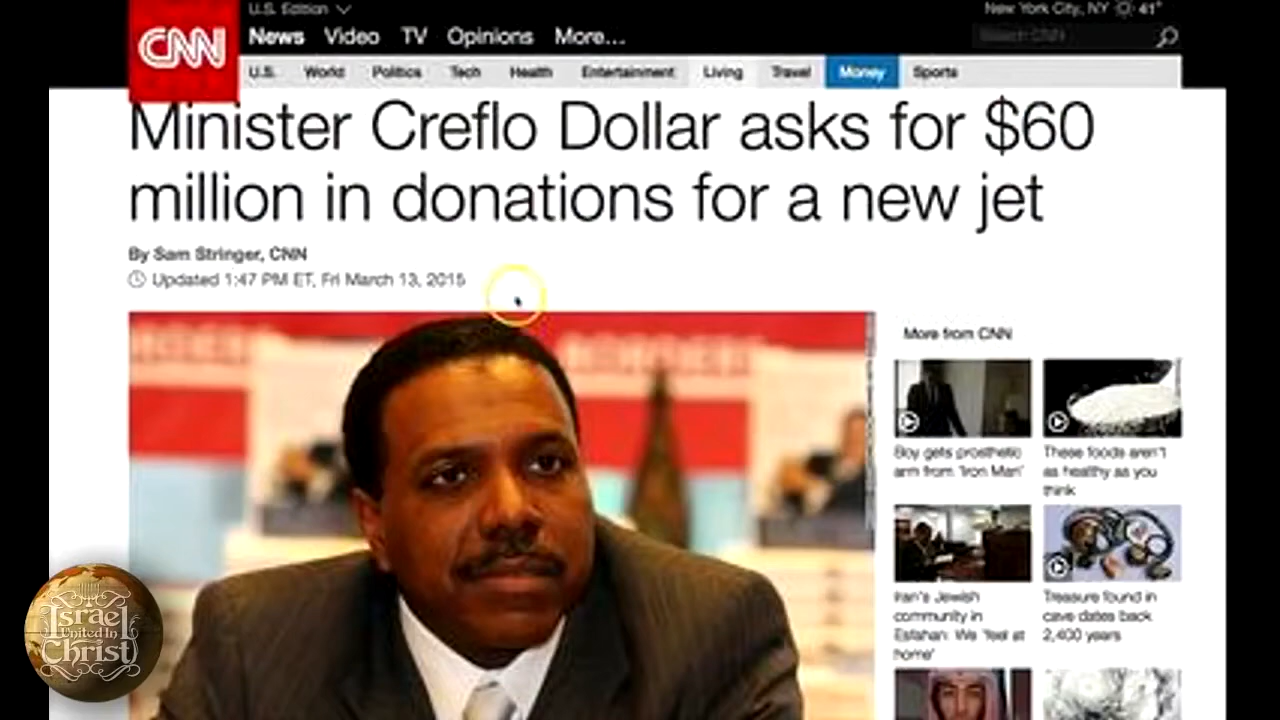 U.S. Edition
New York City, NY 41°
CNN
News Video TV Opinions More...
Search CNN
U.S. World Politics Tech Health Entertainment Living Travel Money Sports
Minister Creflo Dollar asks for $60
million in donations for a new jet
By Sam Stringer, CNN
Updated 1:47 PM ET, Fri March 13, 2015
More from CNN
Boy gets prosthetic
arm from 'Iron Man'
These foods aren't
as healthy as you
think
Iran's Jewish
community in
Esfahan: We 'feel at
home'
Treasure found in
cave dates back
2,400 years
BORDERS
Israel
United In
Christ